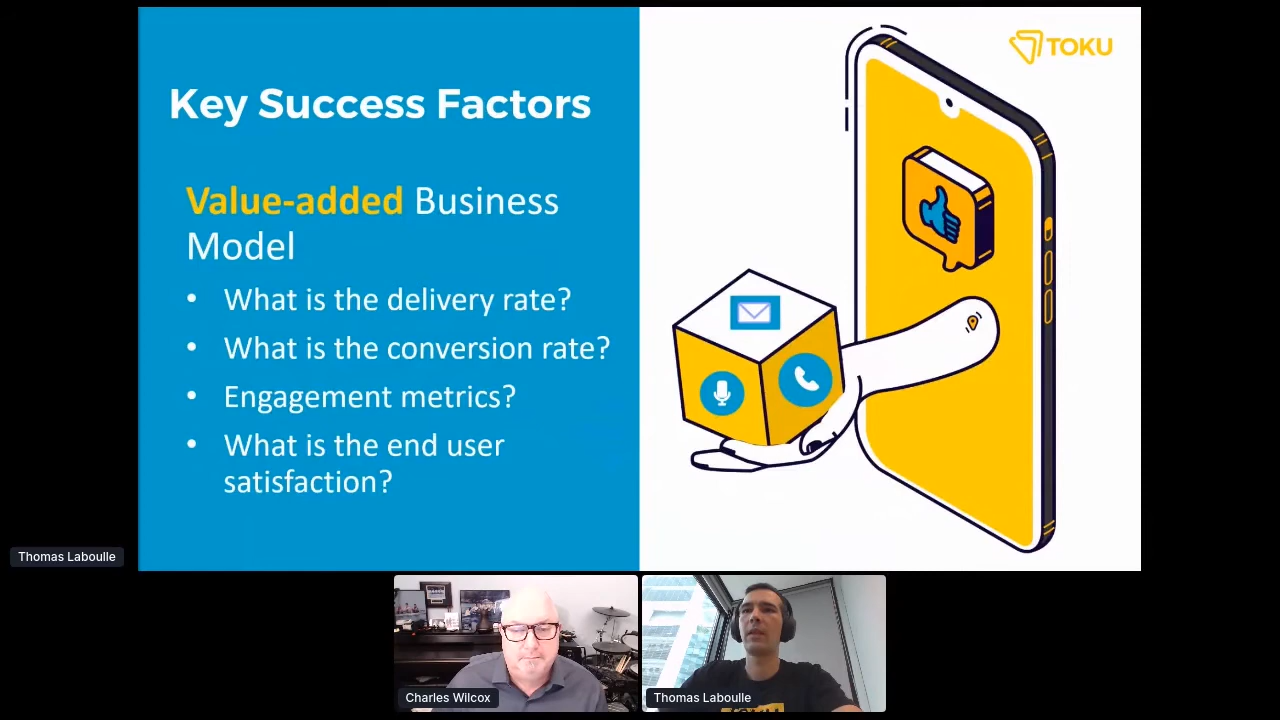 TOKU
Key Success Factors
Value-added Business
Model
• What is the delivery rate?
• What is the conversion rate?
• Engagement metrics?
• What is the end user
satisfaction?
Thomas Laboulle
Charles Wilcox
Thomas Laboulle